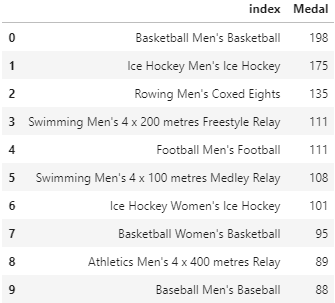 index Medal
0 Basketball Men's Basketball 198
1 Ice Hockey Men's Ice Hockey 175
2 Rowing Men's Coxed Eights 135
3 Swimming Men's 4 x 200 metres Freestyle Relay 111
4 Football Men's Football 111
5 Swimming Men's 4 x 100 metres Medley Relay 108
6 Ice Hockey Women's Ice Hockey 101
7 Basketball Women's Basketball 95
8 Athletics Men's 4 x 400 metres Relay 89
9 Baseball Men's Baseball 88